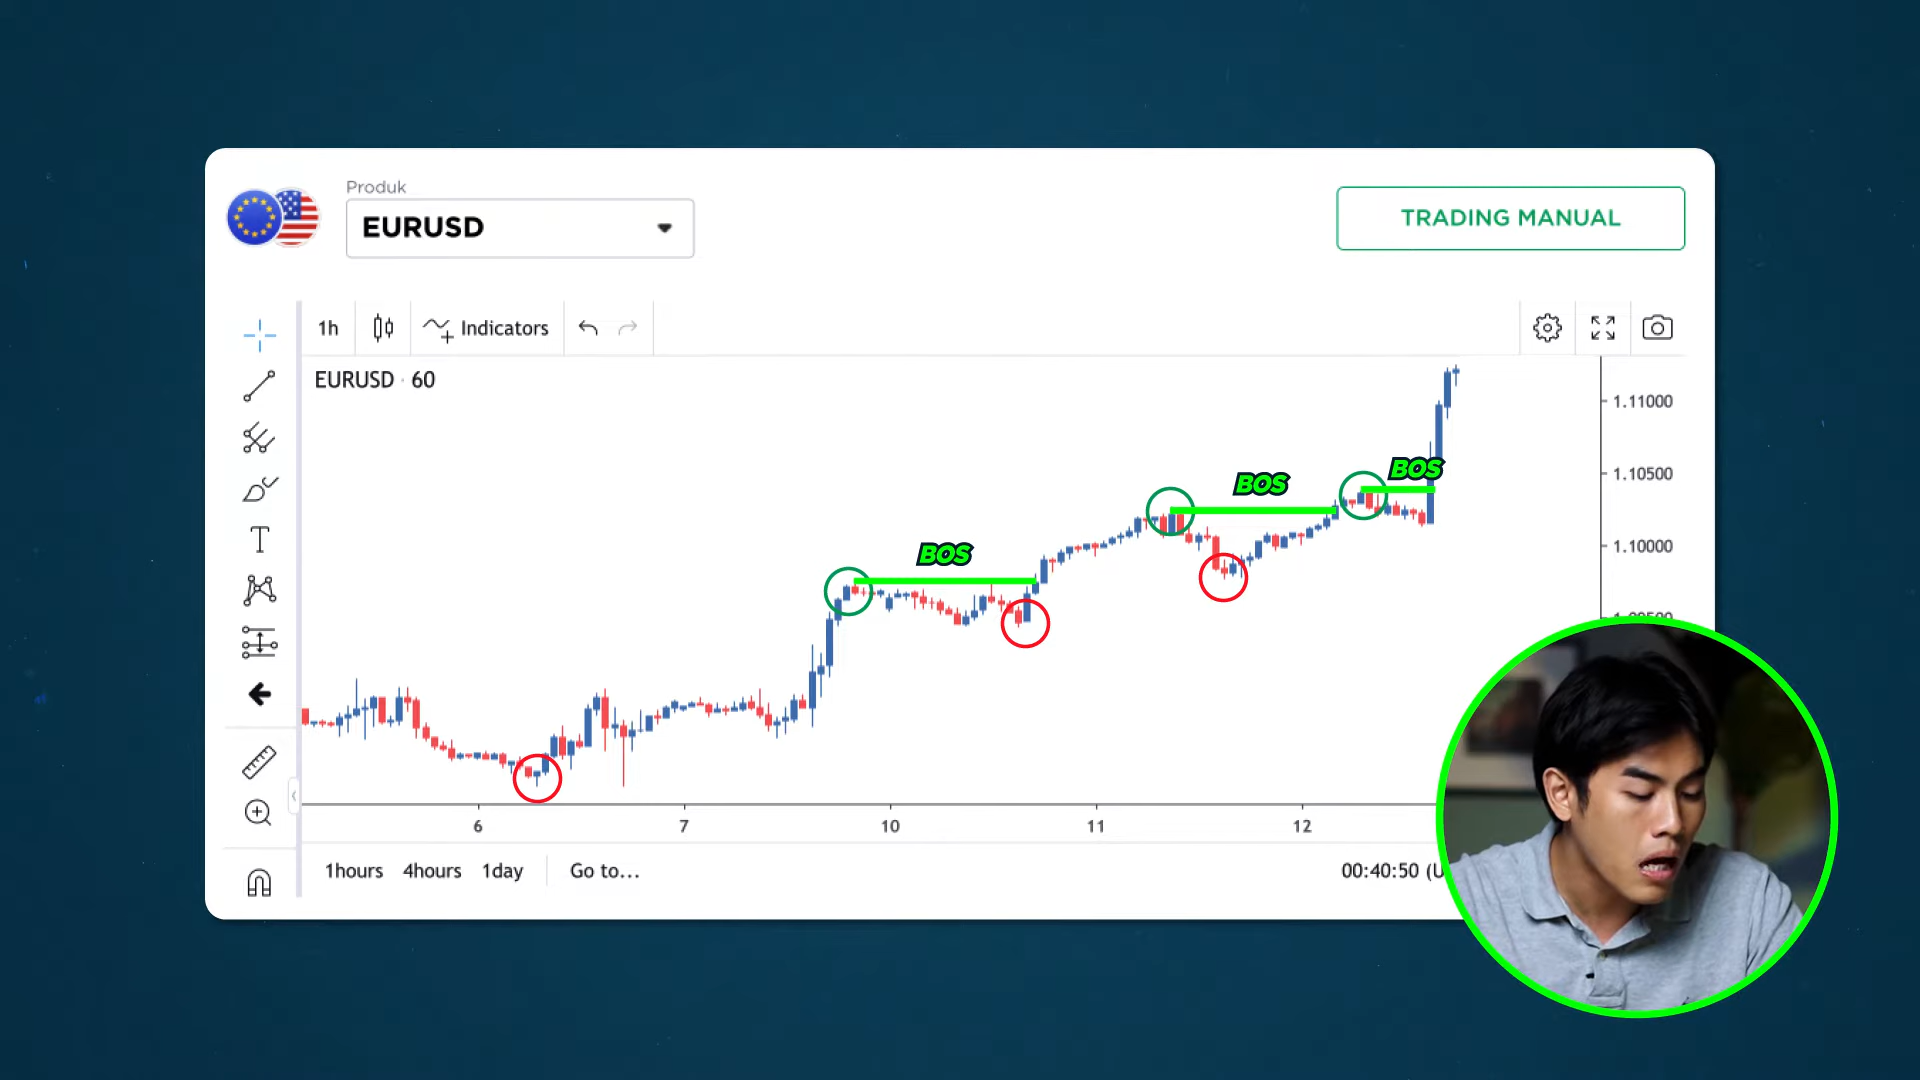 Produk
EURUSD
TRADING MANUAL
1h
Indicators
EURUSD · 60
1.11000
BOS
1.10500
BOS
1.10000
BOS
6
7
10
11
12
1hours
4hours
1day
Go to...
00:40:50